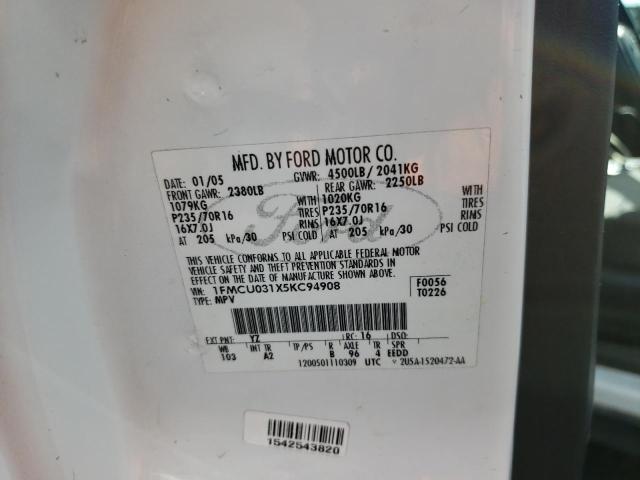 MFD. BY FORD MOTOR CO.
DATE: 01/05 GVWR: 4500LB/ 2041KG
FRONT GAWR: 2380LB REAR GAWR: 2250LB
1079KG WITH 1020KG WITH
P235/70R16 TIRES P235/70R16 TIRES
16X7.0J RIMS 16X7.0J RIMS
AT 205 kPa/30 PSI COLD AT 205 kPa/30 PSI COLD
Ford
THIS VEHICLE CONFORMS TO ALL APPLICABLE FEDERAL MOTOR
VEHICLE SAFETY AND THEFT PREVENTION STANDARDS IN
EFFECT ON THE DATE OF MANUFACTURE SHOWN ABOVE.
VIN: 1FMCU031X5KC94908
TYPE: MPV
F0056
T0226
EXT PNT: YZ RC: 16 DSO:
WB INT TR TP/PS R AXLE TR SPR
103 A2 B 96 4 EEDD
1200501110309 UTC 2U5A-1520472-AA
1542543820